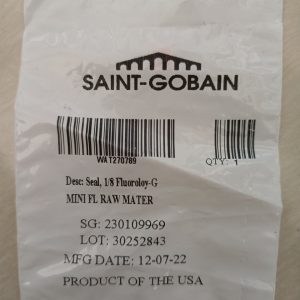 SAINT-GOBAIN
WAT270789
QTY: 1
Desc: Seal, 1/8 Fluoroloy-G
MINI FL RAW MATER
SG: 230109969
LOT: 30252843
MFG DATE: 12-07-22
PRODUCT OF THE USA